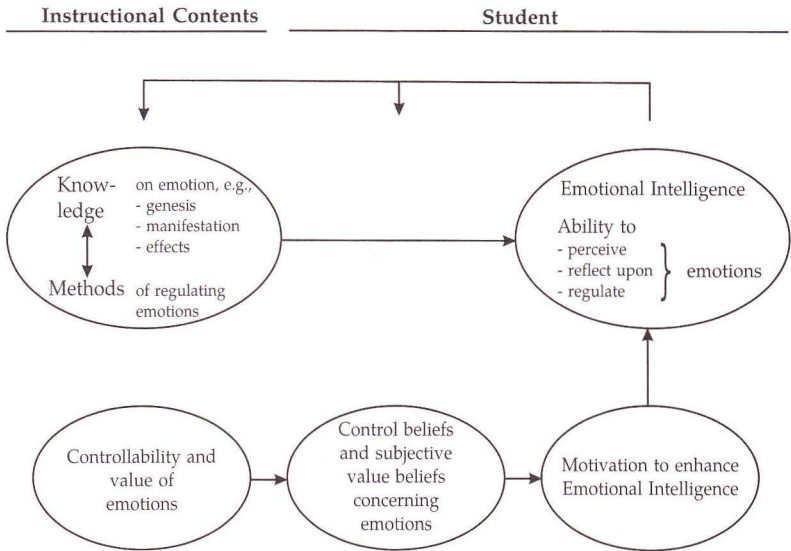 Instructional Contents
Student
Know-
ledge
on emotion, e.g.,
- genesis
- manifestation
- effects
Methods
of regulating
emotions
Emotional Intelligence
Ability to
- perceive
- reflect upon
- regulate
emotions
Controllability and
value of
emotions
Control beliefs
and subjective
value beliefs
concerning
emotions
Motivation to enhance
Emotional Intelligence